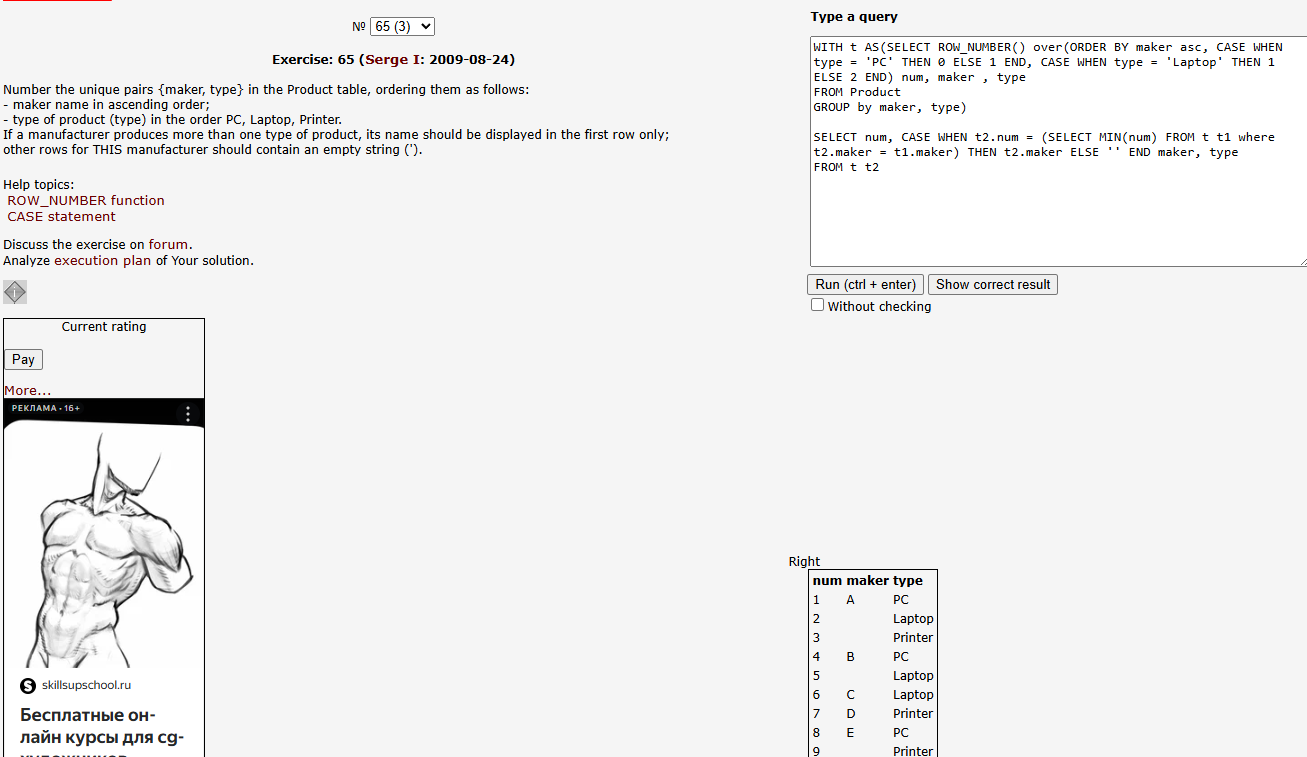 № 65 (3)
Exercise: 65 (Serge I: 2009-08-24)
Number the unique pairs {maker, type} in the Product table, ordering them as follows:
- maker name in ascending order;
- type of product (type) in the order PC, Laptop, Printer.
If a manufacturer produces more than one type of product, its name should be displayed in the first row only;
other rows for THIS manufacturer should contain an empty string (').
Help topics:
ROW_NUMBER function
CASE statement
Discuss the exercise on forum.
Analyze execution plan of Your solution.
Current rating
Pay
More...
РЕКЛАМА • 16+
skillsupschool.ru
Бесплатные он-
лайн курсы для cg-
художников
Type a query
WITH t AS(SELECT ROW_NUMBER() over(ORDER BY maker asc, CASE WHEN
type = 'PC' THEN 0 ELSE 1 END, CASE WHEN type = 'Laptop' THEN 1
ELSE 2 END) num, maker , type
FROM Product
GROUP by maker, type)
SELECT num, CASE WHEN t2.num = (SELECT MIN(num) FROM t t1 where
t2.maker = t1.maker) THEN t2.maker ELSE '' END maker, type
FROM t t2
Run (ctrl + enter) Show correct result
Without checking
Right
num maker type
1 A PC
2 Laptop
3 Printer
4 B PC
5 Laptop
6 C Laptop
7 D Printer
8 E PC
9 Printer